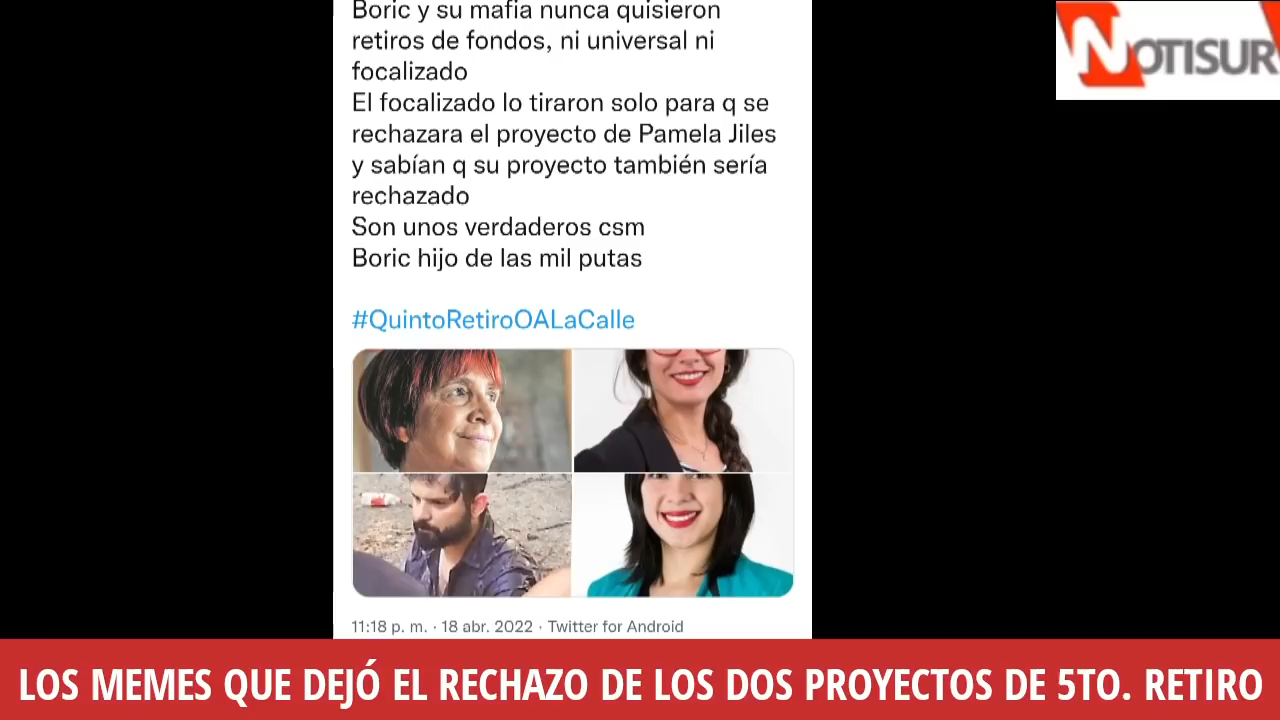 Boric y su mafia nunca quisieron
retiros de fondos, ni universal ni
focalizado
El focalizado lo tiraron solo para q se
rechazara el proyecto de Pamela Jiles
y sabían q su proyecto también sería
rechazado
Son unos verdaderos csm
Boric hijo de las mil putas
#QuintoRetiroOALaCalle
11:18 p. m. · 18 abr. 2022 · Twitter for Android
NOTISUR
LOS MEMES QUE DEJÓ EL RECHAZO DE LOS DOS PROYECTOS DE 5TO. RETIRO